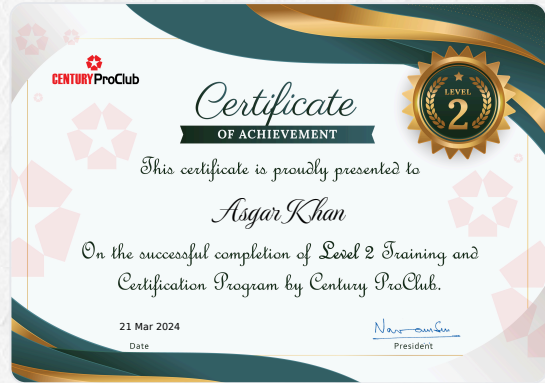 CENTURY ProClub
Certificate
OF ACHIEVEMENT
LEVEL
2
This certificate is proudly presented to
Asgar Khan
On the successful completion of Level 2 Training and
Certification Program by Century ProClub.
21 Mar 2024
Date
President